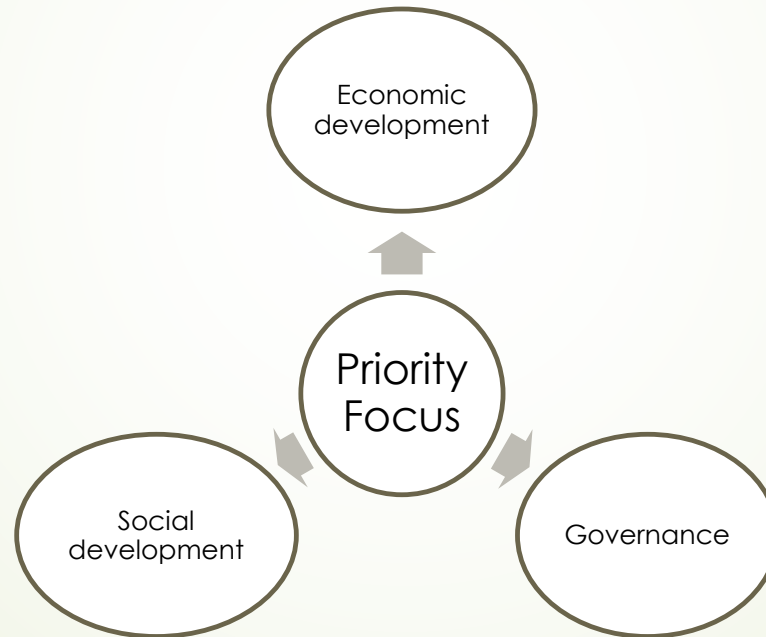 Economic
development
Priority
Focus
Social
development
Governance